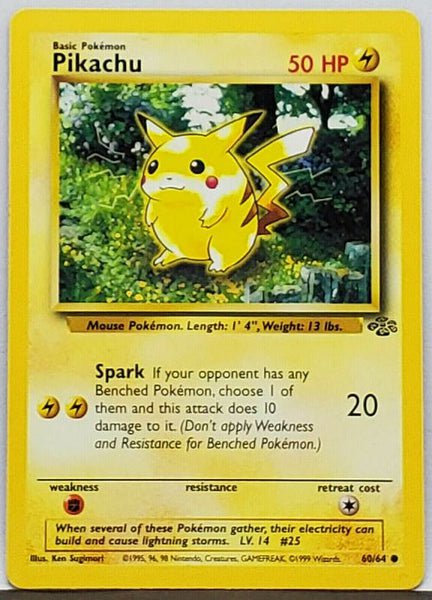 Basic Pokémon
Pikachu
50 HP
Mouse Pokémon. Length: 1' 4", Weight: 13 lbs.
Spark If your opponent has any
Benched Pokémon, choose 1 of
them and this attack does 10
damage to it. (Don't apply Weakness
and Resistance for Benched Pokémon.)
20
weakness resistance retreat cost
When several of these Pokémon gather, their electricity can
build and cause lightning storms. LV. 14 #25
Illus. Ken Sugimori ©1995, 96, 98 Nintendo, Creatures, GAMEFREAK. ©1999 Wizards. 60/64